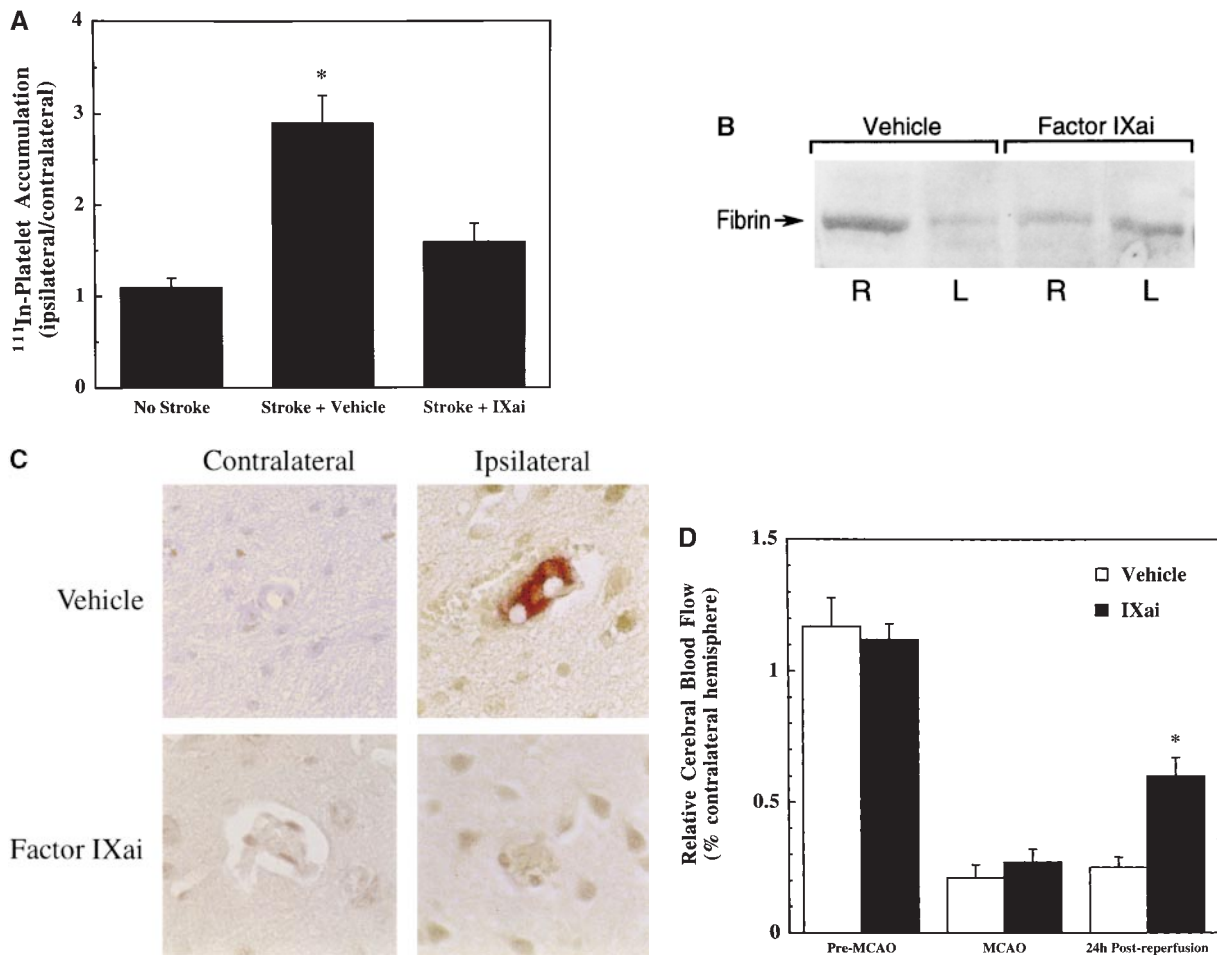 A
¹¹¹In-Platelet Accumulation
(ipsilateral/contralateral)
4
3
2
1
0
*
No Stroke
Stroke + Vehicle
Stroke + IXai
B
Vehicle
Factor IXai
Fibrin
R
L
R
L
C
Contralateral
Ipsilateral
Vehicle
Factor IXai
D
Relative Cerebral Blood Flow
(% contralateral hemisphere)
1.5
1
0.5
0
Vehicle
IXai
*
Pre-MCAO
MCAO
24h Post-reperfusion